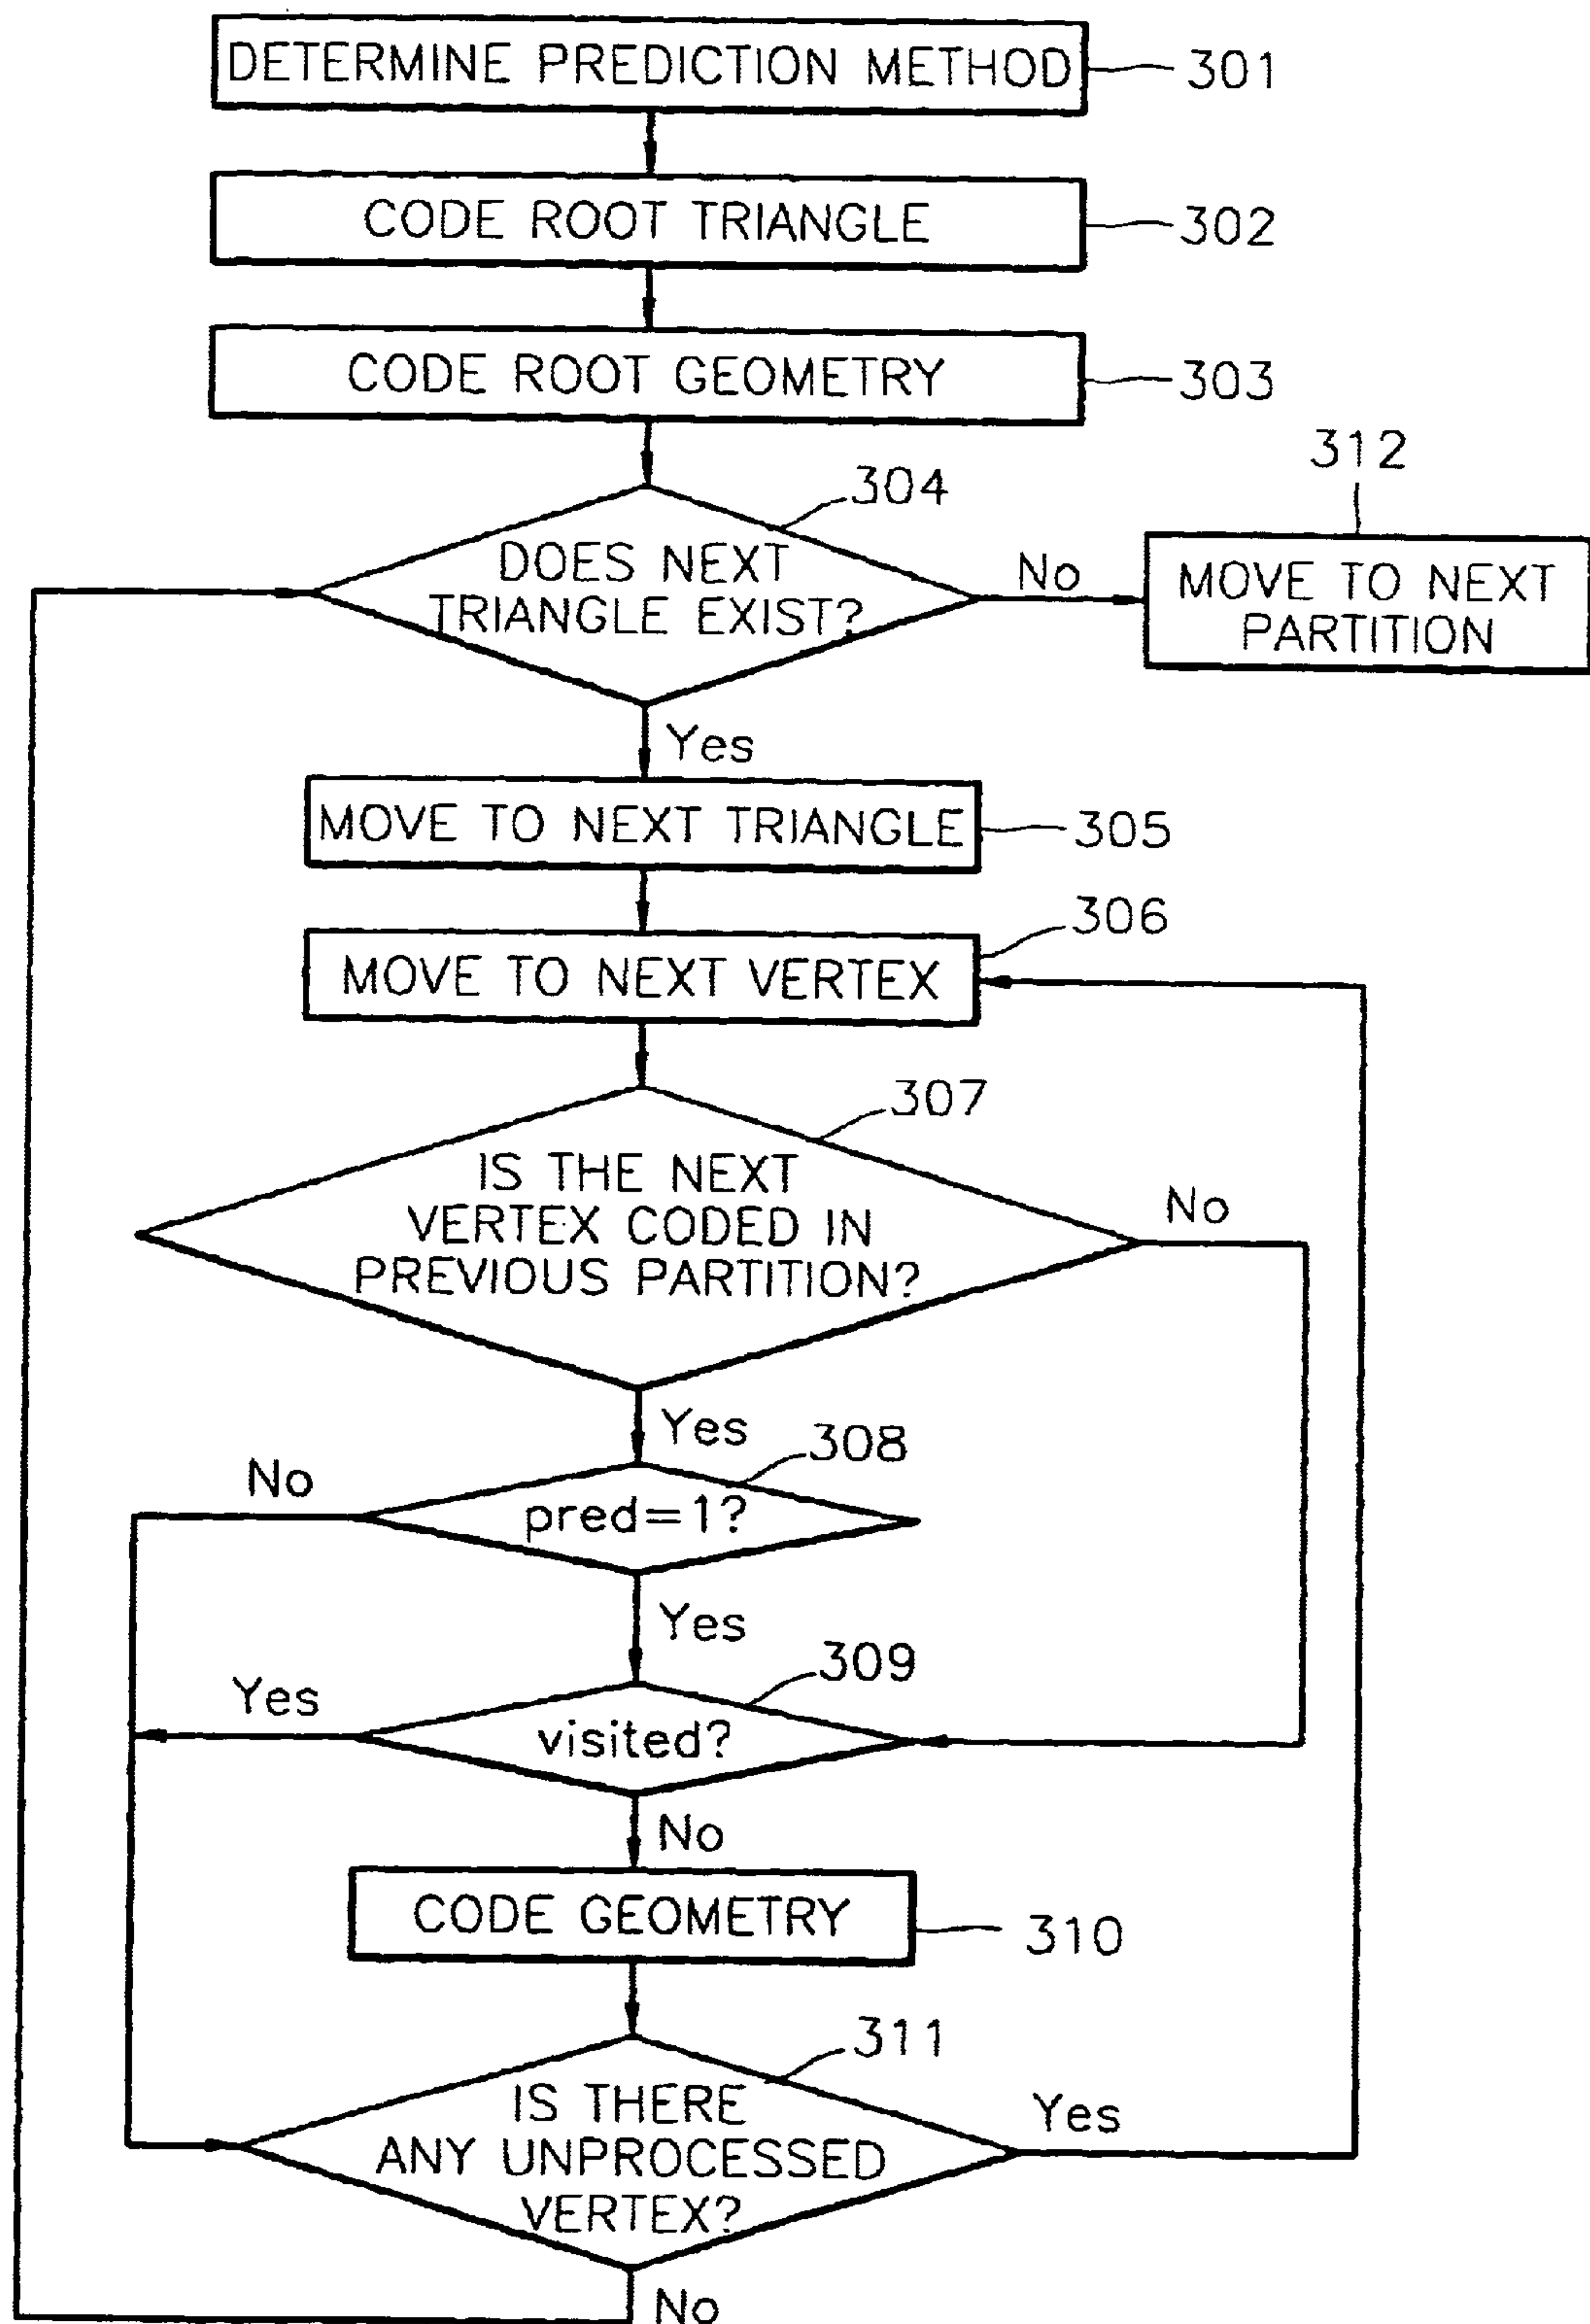 DETERMINE PREDICTION METHOD
301
CODE ROOT TRIANGLE
302
CODE ROOT GEOMETRY
303
304
312
DOES NEXT
TRIANGLE EXIST?
No
MOVE TO NEXT
PARTITION
Yes
MOVE TO NEXT TRIANGLE
305
306
MOVE TO NEXT VERTEX
307
IS THE NEXT
VERTEX CODED IN
PREVIOUS PARTITION?
No
Yes
308
No
pred=1?
Yes
309
Yes
visited?
No
CODE GEOMETRY
310
311
IS THERE
ANY UNPROCESSED
VERTEX?
Yes
No